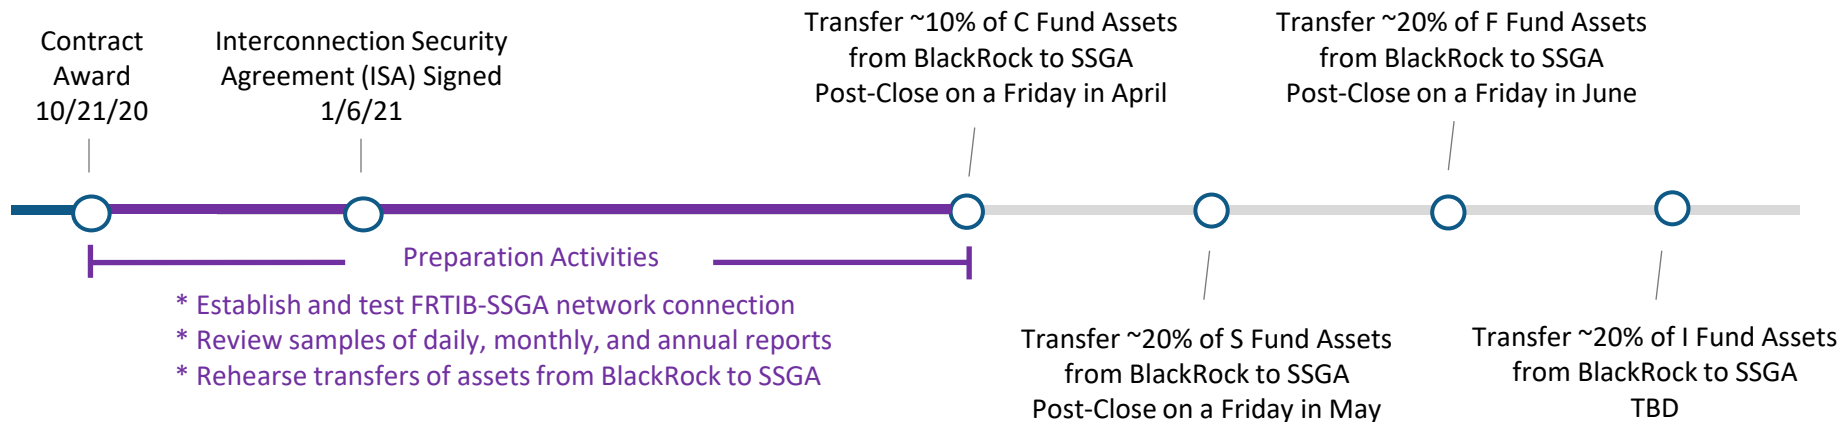 Contract
Award
10/21/20
Interconnection Security
Agreement (ISA) Signed
1/6/21
Transfer ~10% of C Fund Assets
from BlackRock to SSGA
Post-Close on a Friday in April
Transfer ~20% of F Fund Assets
from BlackRock to SSGA
Post-Close on a Friday in June
Preparation Activities
* Establish and test FRTIB-SSGA network connection
* Review samples of daily, monthly, and annual reports
* Rehearse transfers of assets from BlackRock to SSGA
Transfer ~20% of S Fund Assets
from BlackRock to SSGA
Post-Close on a Friday in May
Transfer ~20% of I Fund Assets
from BlackRock to SSGA
TBD